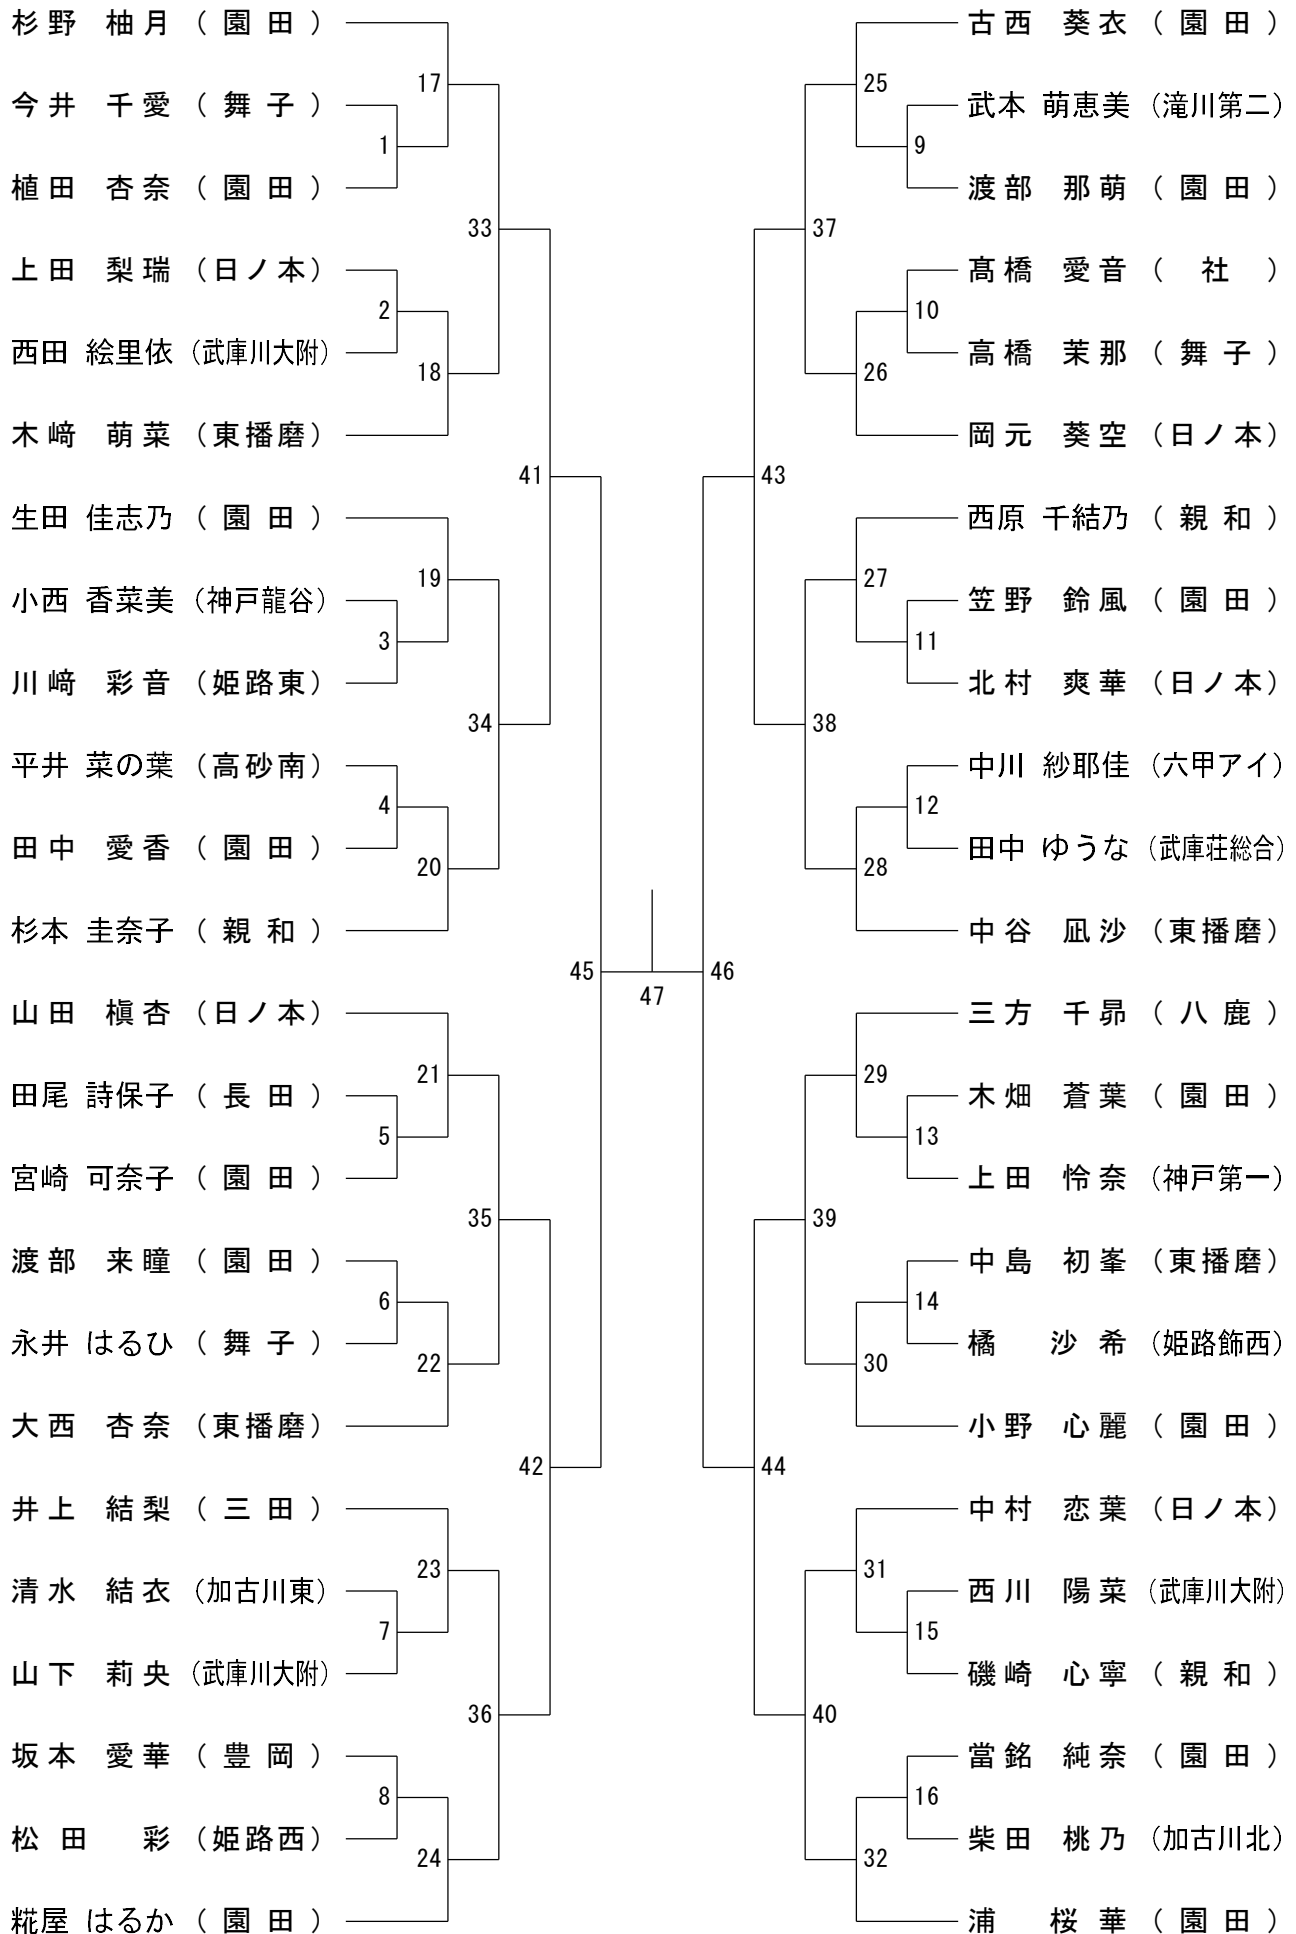 杉野 柚月 (園田)
17
今井 千愛 (舞子)
1
植田 杏奈 (園田)
33
上田 梨瑞 (日ノ本)
2
西田 絵里依 (武庫川大附)
18
木﨑 萌菜 (東播磨)
41
生田 佳志乃 (園田)
19
小西 香菜美 (神戸龍谷)
3
川﨑 彩音 (姫路東)
34
平井 菜の葉 (高砂南)
4
田中 愛香 (園田)
20
杉本 圭奈子 (親和)
45
山田 槇杏 (日ノ本)
21
田尾 詩保子 (長田)
5
宮崎 可奈子 (園田)
35
渡部 来瞳 (園田)
6
永井 はるひ (舞子)
22
大西 杏奈 (東播磨)
42
井上 結梨 (三田)
23
清水 結衣 (加古川東)
7
山下 莉央 (武庫川大附)
36
坂本 愛華 (豊岡)
8
松田 彩 (姫路西)
24
糀屋 はるか (園田)
47
古西 葵衣 (園田)
25
武本 萌恵美 (滝川第二)
9
渡部 那萌 (園田)
37
髙橋 愛音 (社)
10
高橋 茉那 (舞子)
26
岡元 葵空 (日ノ本)
43
西原 千結乃 (親和)
27
笠野 鈴風 (園田)
11
北村 爽華 (日ノ本)
38
中川 紗耶佳 (六甲アイ)
12
田中 ゆうな (武庫荘総合)
28
中谷 凪沙 (東播磨)
46
三方 千昴 (八鹿)
29
木畑 蒼葉 (園田)
13
上田 怜奈 (神戸第一)
39
中島 初峯 (東播磨)
14
橘 沙希 (姫路飾西)
30
小野 心麗 (園田)
44
中村 恋葉 (日ノ本)
31
西川 陽菜 (武庫川大附)
15
磯崎 心寧 (親和)
40
當銘 純奈 (園田)
16
柴田 桃乃 (加古川北)
32
浦 桜華 (園田)